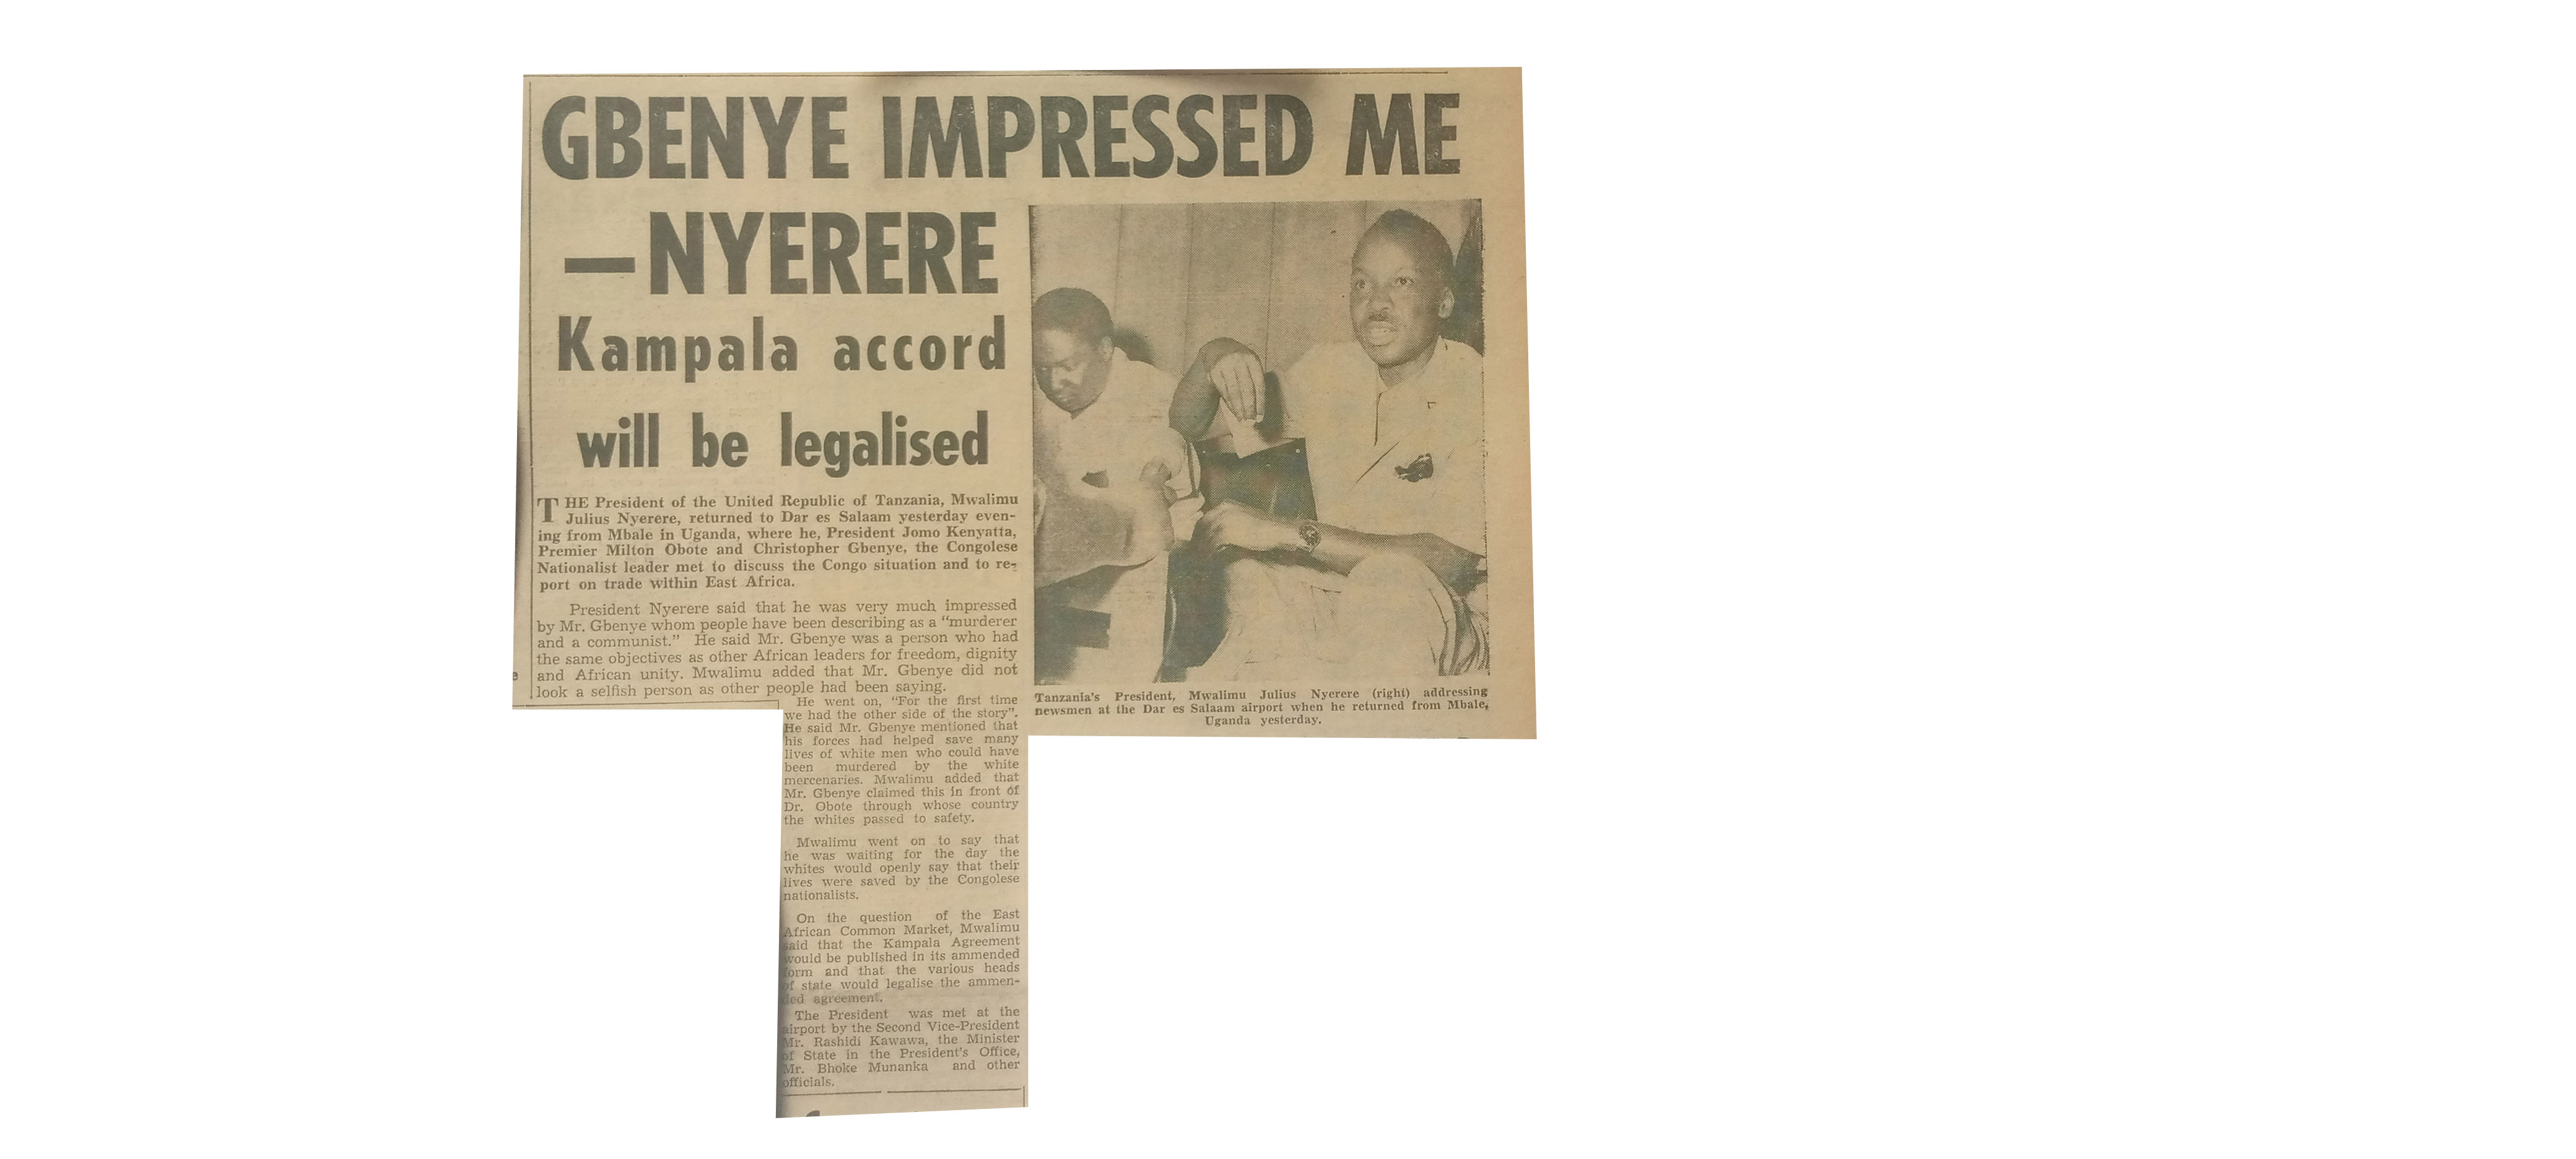 GBENYE IMPRESSED ME
—NYERERE
Kampala accord
will be legalised
THE President of the United Republic of Tanzania, Mwalimu
Julius Nyerere, returned to Dar es Salaam yesterday even-
ing from Mbale in Uganda, where he, President Jomo Kenyatta,
Premier Milton Obote and Christopher Gbenye, the Congolese
Nationalist leader met to discuss the Congo situation and to re-
port on trade within East Africa.
President Nyerere said that he was very much impressed
by Mr. Gbenye whom people have been describing as a "murderer
and a communist." He said Mr. Gbenye was a person who had
the same objectives as other African leaders for freedom, dignity
and African unity. Mwalimu added that Mr. Gbenye did not
look a selfish person as other people had been saying.
He went on, "For the first time
we had the other side of the story".
He said Mr. Gbenye mentioned that
his forces had helped save many
lives of white men who could have
been murdered by the white
mercenaries. Mwalimu added that
Mr. Gbenye claimed this in front of
Dr. Obote through whose country
the whites passed to safety.
Mwalimu went on to say that
he was waiting for the day the
whites would openly say that their
lives were saved by the Congolese
nationalists.
On the question of the East
African Common Market, Mwalimu
said that the Kampala Agreement
would be published in its ammended
form and that the various heads
of state would legalise the ammen-
ded agreement.
The President was met at the
airport by the Second Vice-President
Mr. Rashidi Kawawa, the Minister
of State in the President's Office,
Mr. Bhoke Munanka and other
officials.
Tanzania's President, Mwalimu Julius Nyerere (right) addressing
newsmen at the Dar es Salaam airport when he returned from Mbale,
Uganda yesterday.